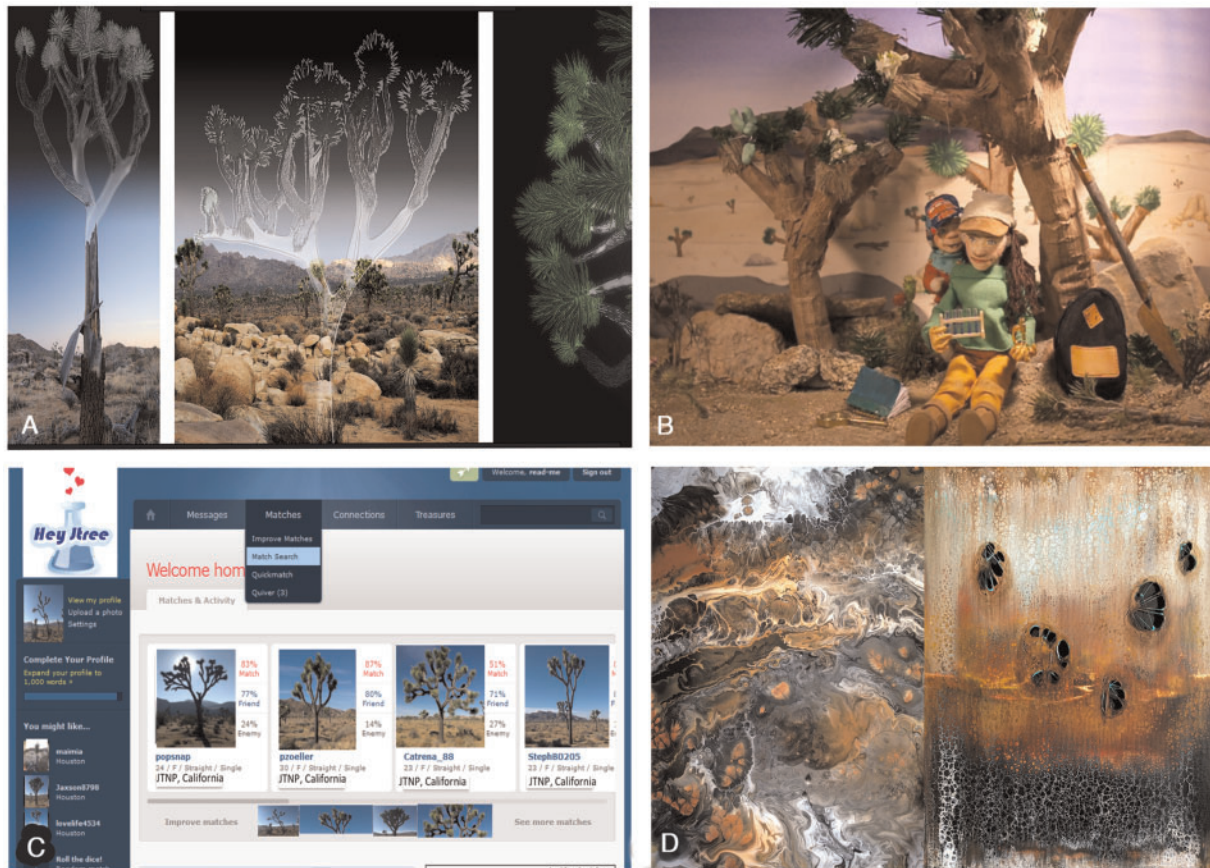 A
B
Welcome, read-me
Sign out
Hey Jtree
Messages
Matches
Connections
Treasures
Improve Matches
Match Search
Quickmatch
Quiver (3)
Welcome hom
Matches & Activity
View my profile
Upload a photo
Settings
Complete Your Profile
Expand your profile to
1,000 words »
You might like...
maimia
Houston
Jaxson8798
Houston
lovelife4534
Houston
Roll the dice!
83%
Match
77%
Friend
24%
Enemy
popsnap
24 / F / Straight / Single
JTNP, California
87%
Match
80%
Friend
14%
Enemy
pzoeller
20 / F / Straight / Single
JTNP, California
51%
Match
71%
Friend
27%
Enemy
Catrena_88
23 / F / Straight / Single
JTNP, California
StephB0205
23 / F / Straight / Single
JTNP, California
Improve matches
See more matches
C
D